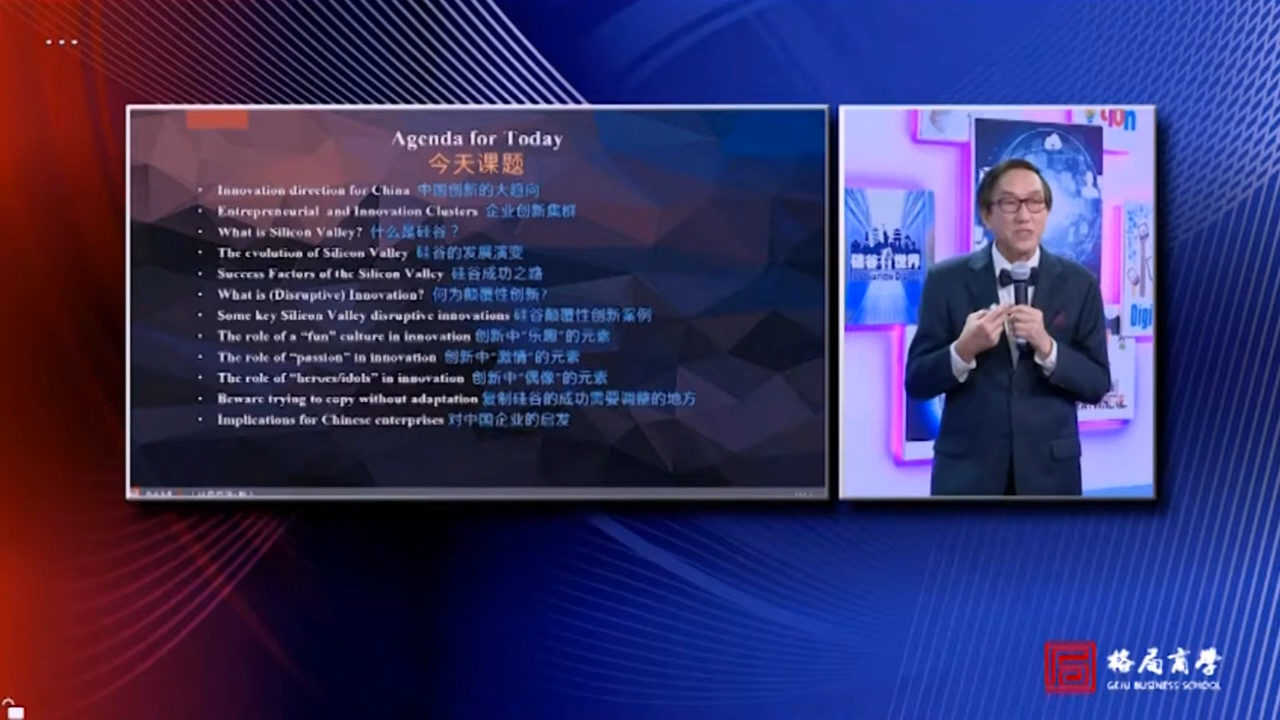 Agenda for Today
今天课题
• Innovation direction for China 中国创新的大趋向
• Entrepreneurial and Innovation Clusters 企业创新集群
• What is Silicon Valley? 什么是硅谷？
• The evolution of Silicon Valley 硅谷的发展演变
• Success Factors of the Silicon Valley 硅谷成功之路
• What is (Disruptive) Innovation? 何为颠覆性创新?
• Some key Silicon Valley disruptive innovations 硅谷颠覆性创新案例
• The role of a “fun” culture in innovation 创新中“乐趣”的元素
• The role of “passion” in innovation 创新中“激情”的元素
• The role of “heroes/idols” in innovation 创新中“偶像”的元素
• Beware trying to copy without adaptation 复制硅谷的成功需要调整的地方
• Implications for Chinese enterprises 对中国企业的启发
硅谷看世界
Digi
格局商学
GEJU BUSINESS SCHOOL